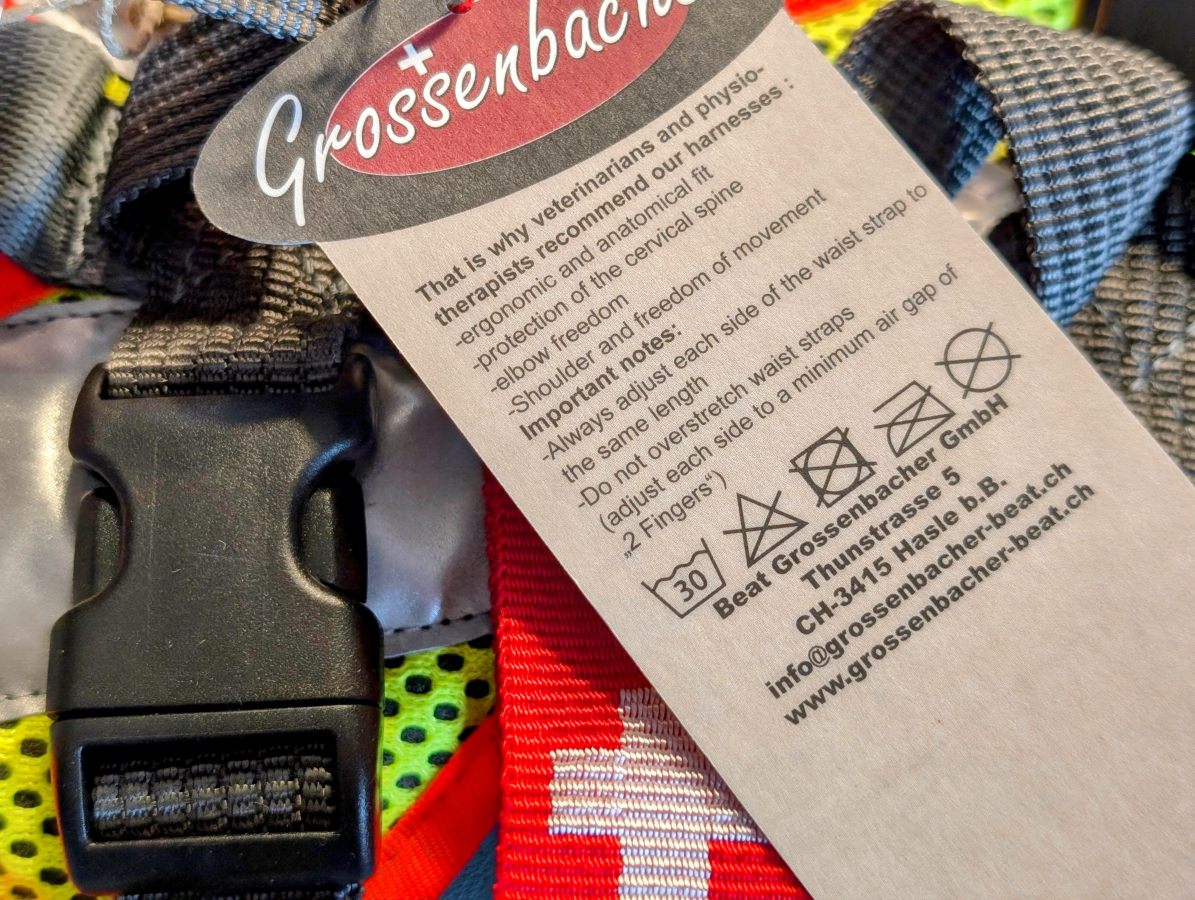 Grossenbache
That is why veterinarians and physio-
therapists recommend our harnesses :
-ergonomic and anatomical fit
-protection of the cervical spine
-elbow freedom
-Shoulder and freedom of movement
Important notes:
-Always adjust each side of the waist strap to
the same length
-Do not overstretch waist straps
(adjust each side to a minimum air gap of
„2 Fingers“)
30
Beat Grossenbacher GmbH
Thunstrasse 5
CH-3415 Hasle b.B.
info@grossenbacher-beat.ch
www.grossenbacher-beat.ch